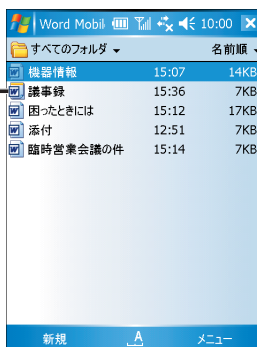 Word Mobil 10:00
すべてのフォルダ 名前順
機器情報 15:07 14KB
議事録 15:36 7KB
困ったときには 15:12 17KB
添付 12:51 7KB
臨時営業会議の件 15:14 7KB
新規 A メニュー